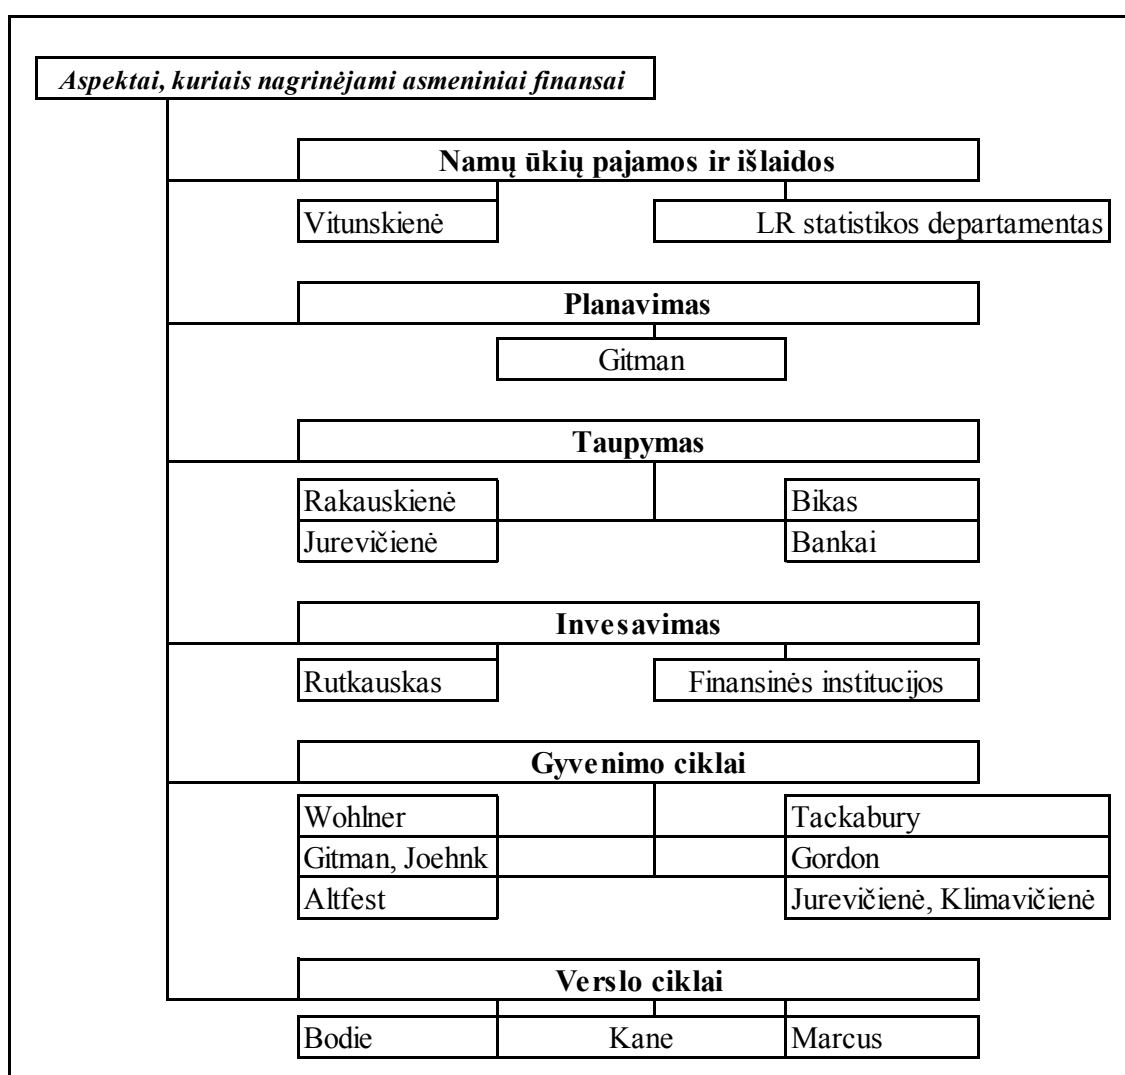 Aspektai, kuriais nagrinėjami asmeniniai finansai
Namų ūkių pajamos ir išlaidos
Vitunskienė
LR statistikos departamentas
Planavimas
Gitman
Taupymas
Rakauskienė
Bikas
Jurevičienė
Bankai
Invesavimas
Rutkauskas
Finansinės institucijos
Gyvenimo ciklai
Wohlner
Tackabury
Gitman, Joehnk
Gordon
Altfest
Jurevičienė, Klimavičienė
Verslo ciklai
Bodie
Kane
Marcus